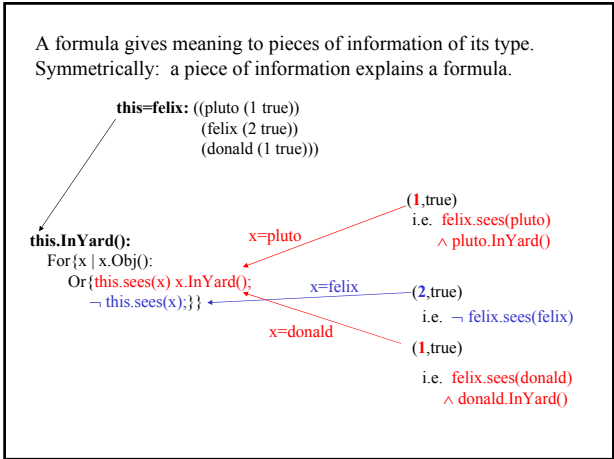 A formula gives meaning to pieces of information of its type.
Symmetrically: a piece of information explains a formula.
this=felix: ((pluto (1 true))
(felix (2 true))
(donald (1 true)))
this.InYard():
For{x | x.Obj():
Or{this.sees(x) x.InYard();
¬ this.sees(x);}}
x=pluto
x=felix
x=donald
(1,true)
i.e. felix.sees(pluto)
∧ pluto.InYard()
(2,true)
i.e. ¬ felix.sees(felix)
(1,true)
i.e. felix.sees(donald)
∧ donald.InYard()